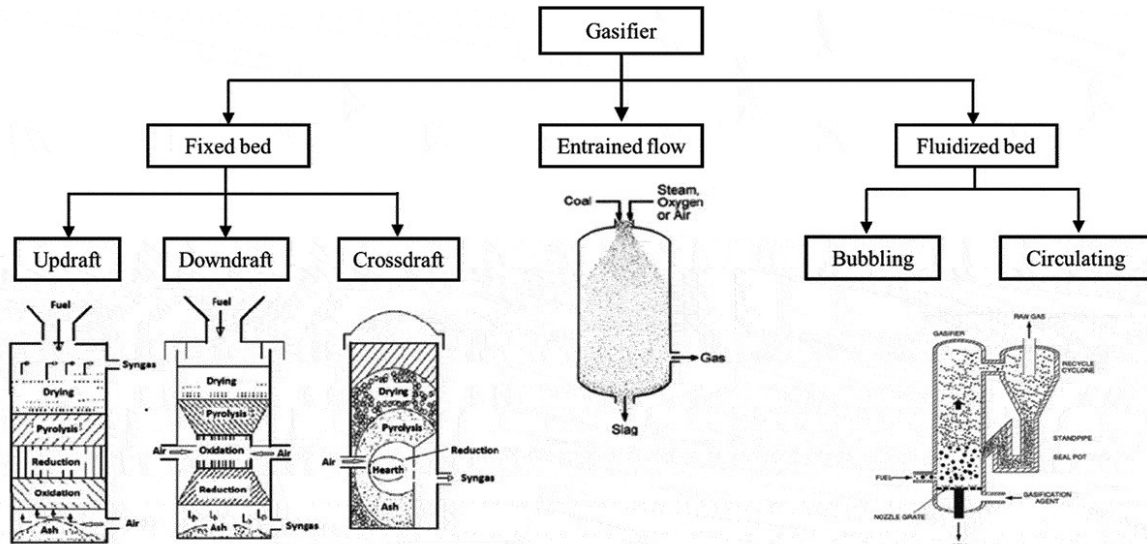 Gasifier
Fixed bed
Entrained flow
Fluidized bed
Updraft
Downdraft
Crossdraft
Bubbling
Circulating
Fuel
Syngas
Drying
Pyrolysis
Reduction
Oxidation
Air
Ash
Fuel
Drying
Pyrolysis
Air
Oxidation
Air
Reduction
Ash
Syngas
Drying
Pyrolysis
Reduction
Air
Hearth
Syngas
Ash
Coal
Steam,
Oxygen
or Air
Gas
Slag
RAW GAS
GASIFIER
RECYCLE
CYCLONE
STANDPIPE
SEAL POT
FUEL
GASIFICATION
AGENT
NOZZLE GRATE